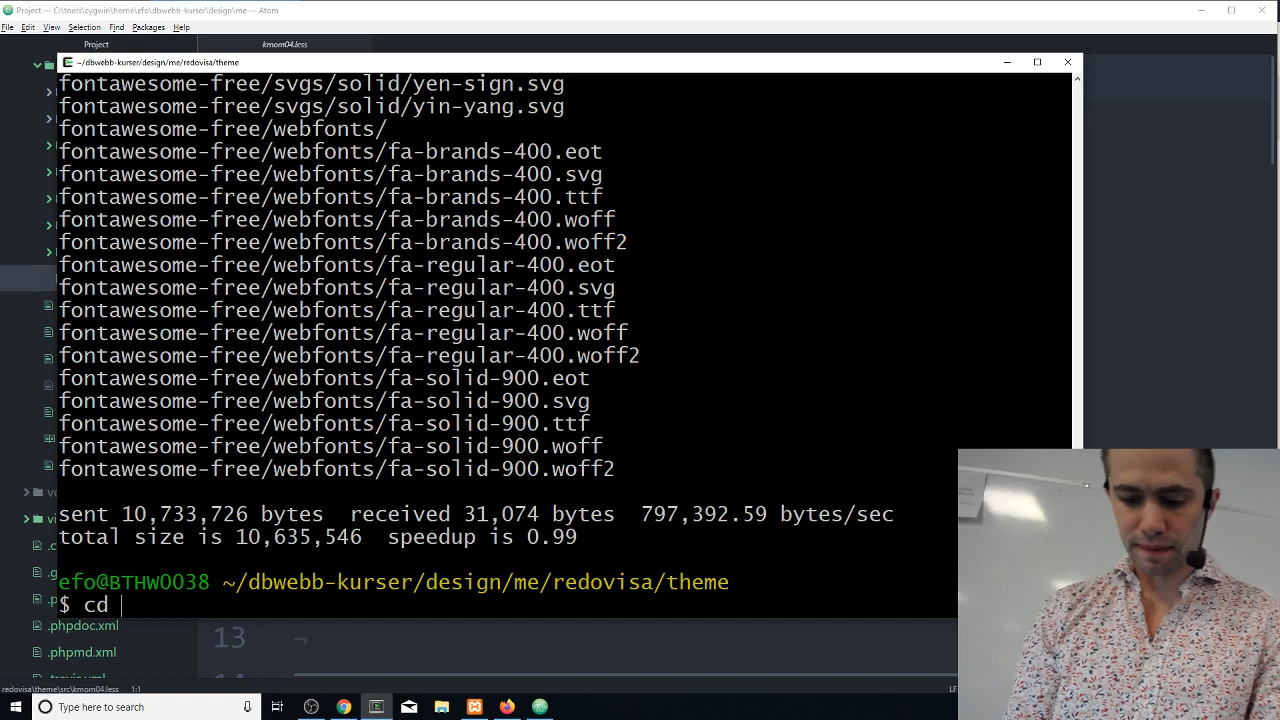 Project — C:\tools\cygwin\home\efo\dbwebb-kurser\design\me — Atom
File Edit View Selection Find Packages Help
Project
kmom04.less
~/dbwebb-kurser/design/me/redovisa/theme
fontawesome-free/svgs/solid/yen-sign.svg
fontawesome-free/svgs/solid/yin-yang.svg
fontawesome-free/webfonts/
fontawesome-free/webfonts/fa-brands-400.eot
fontawesome-free/webfonts/fa-brands-400.svg
fontawesome-free/webfonts/fa-brands-400.ttf
fontawesome-free/webfonts/fa-brands-400.woff
fontawesome-free/webfonts/fa-brands-400.woff2
fontawesome-free/webfonts/fa-regular-400.eot
fontawesome-free/webfonts/fa-regular-400.svg
fontawesome-free/webfonts/fa-regular-400.ttf
fontawesome-free/webfonts/fa-regular-400.woff
fontawesome-free/webfonts/fa-regular-400.woff2
fontawesome-free/webfonts/fa-solid-900.eot
fontawesome-free/webfonts/fa-solid-900.svg
fontawesome-free/webfonts/fa-solid-900.ttf
fontawesome-free/webfonts/fa-solid-900.woff
fontawesome-free/webfonts/fa-solid-900.woff2
sent 10,733,726 bytes  received 31,074 bytes  797,392.59 bytes/sec
total size is 10,635,546  speedup is 0.99
efo@BTHW0038 ~/dbwebb-kurser/design/me/redovisa/theme
$ cd
.phpdoc.xml
.phpmd.xml
13
redovisa\theme\src\kmom04.less 1:1
LF
Type here to search